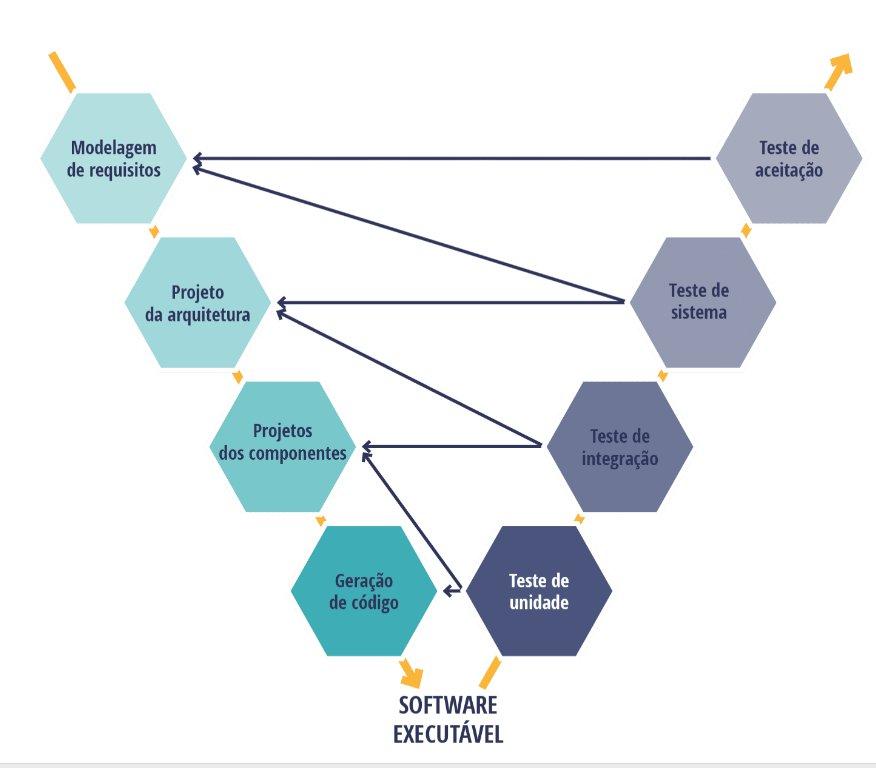 Modelagem
de requisitos
Teste de
aceitação
Projeto
da arquitetura
Teste de
sistema
Projetos
dos componentes
Teste de
integração
Geração
de código
Teste de
unidade
SOFTWARE
EXECUTÁVEL